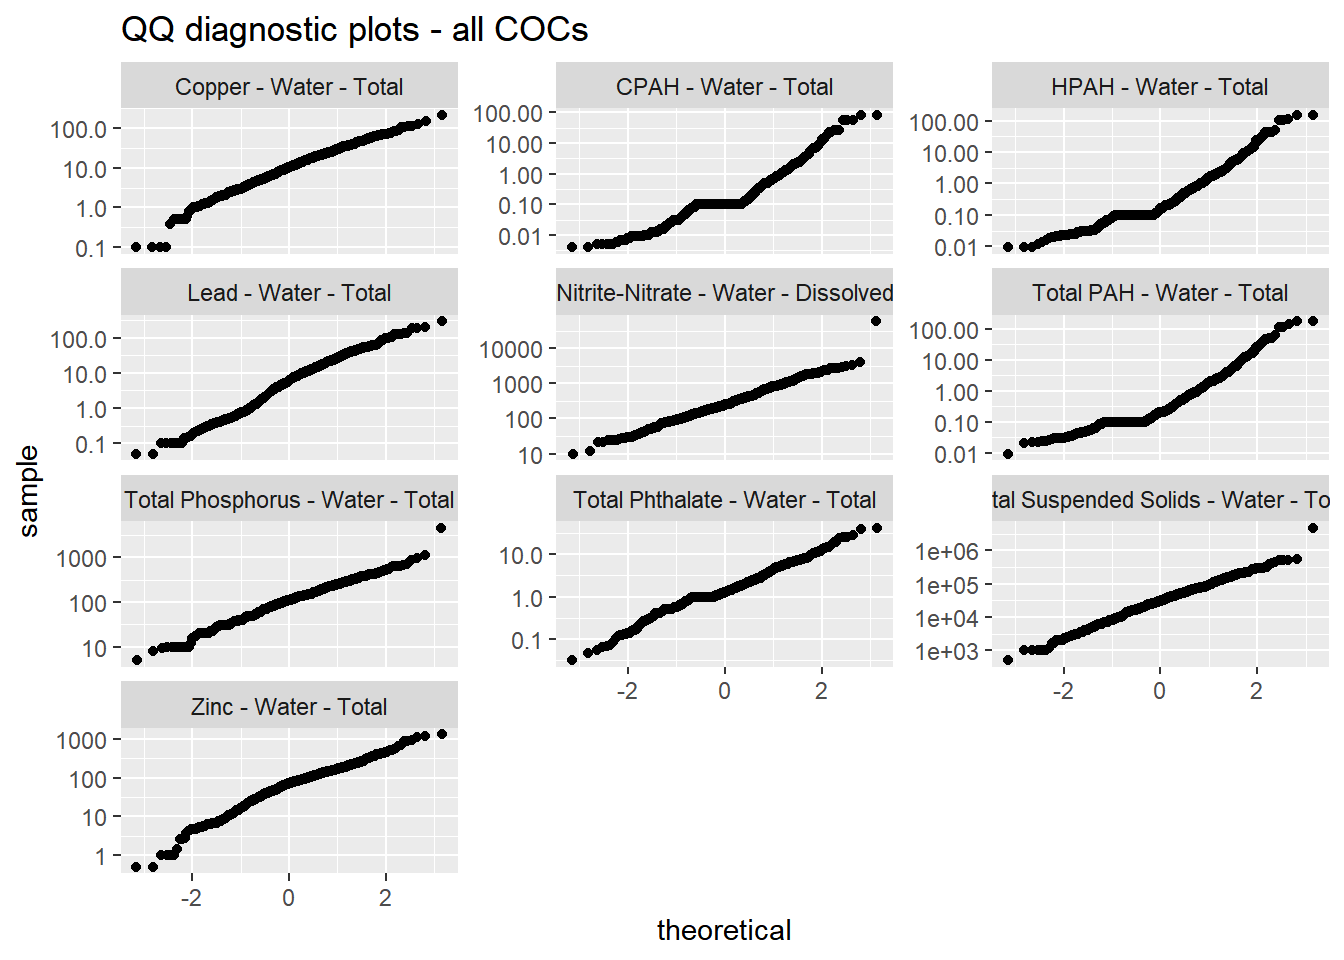 QQ diagnostic plots - all COCs
Copper - Water - Total
CPAH - Water - Total
HPAH - Water - Total
100.0
10.0
1.0
0.1
100.00
10.00
1.00
0.10
0.01
100.00
10.00
1.00
0.10
0.01
Lead - Water - Total
Nitrite-Nitrate - Water - Dissolved
Total PAH - Water - Total
100.0
10.0
1.0
0.1
10000
1000
100
10
100.00
10.00
1.00
0.10
0.01
sample
Total Phosphorus - Water - Total
Total Phthalate - Water - Total
tal Suspended Solids - Water - To
1000
100
10
10.0
1.0
0.1
1e+06
1e+05
1e+04
1e+03
-2 0 2
-2 0 2
Zinc - Water - Total
1000
100
10
1
-2 0 2
theoretical